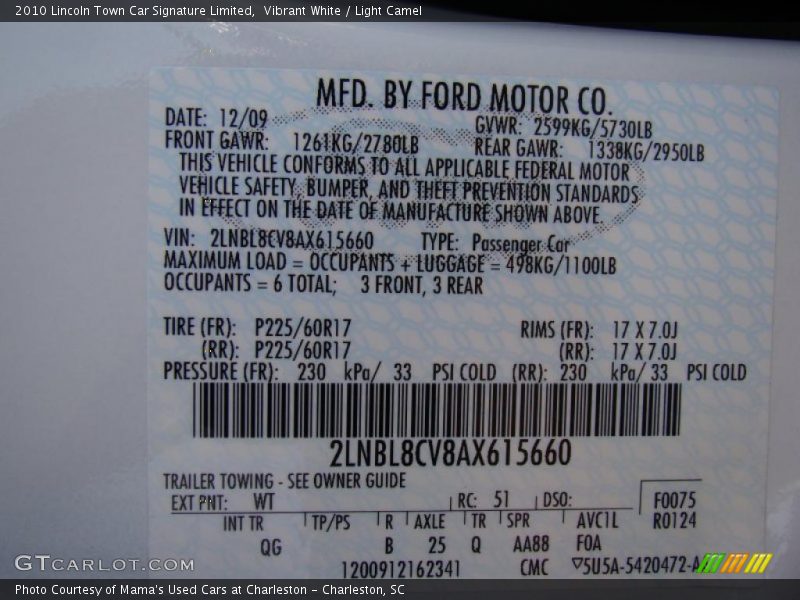 2010 Lincoln Town Car Signature Limited, Vibrant White / Light Camel
MFD. BY FORD MOTOR CO.
DATE: 12/09 GVWR: 2599KG/5730LB
FRONT GAWR: 1261KG/2780LB REAR GAWR: 1338KG/2950LB
THIS VEHICLE CONFORMS TO ALL APPLICABLE FEDERAL MOTOR
VEHICLE SAFETY, BUMPER, AND THEFT PREVENTION STANDARDS
IN EFFECT ON THE DATE OF MANUFACTURE SHOWN ABOVE.
VIN: 2LNBL8CV8AX615660 TYPE: Passenger Car
MAXIMUM LOAD = OCCUPANTS + LUGGAGE = 498KG/1100LB
OCCUPANTS = 6 TOTAL; 3 FRONT, 3 REAR
TIRE (FR): P225/60R17 RIMS (FR): 17 X 7.0J
(RR): P225/60R17 (RR): 17 X 7.0J
PRESSURE (FR): 230 kPa/ 33 PSI COLD (RR): 230 kPa/ 33 PSI COLD
2LNBL8CV8AX615660
TRAILER TOWING - SEE OWNER GUIDE
EXT PNT: WT RC: 51 DSO: F0075
INT TR TP/PS R AXLE TR SPR AVC1L R0124
QG B 25 Q AA88 F0A
1200912162341 CMC ▽5U5A-5420472-A
GTCARLOT.COM
Photo Courtesy of Mama's Used Cars at Charleston - Charleston, SC